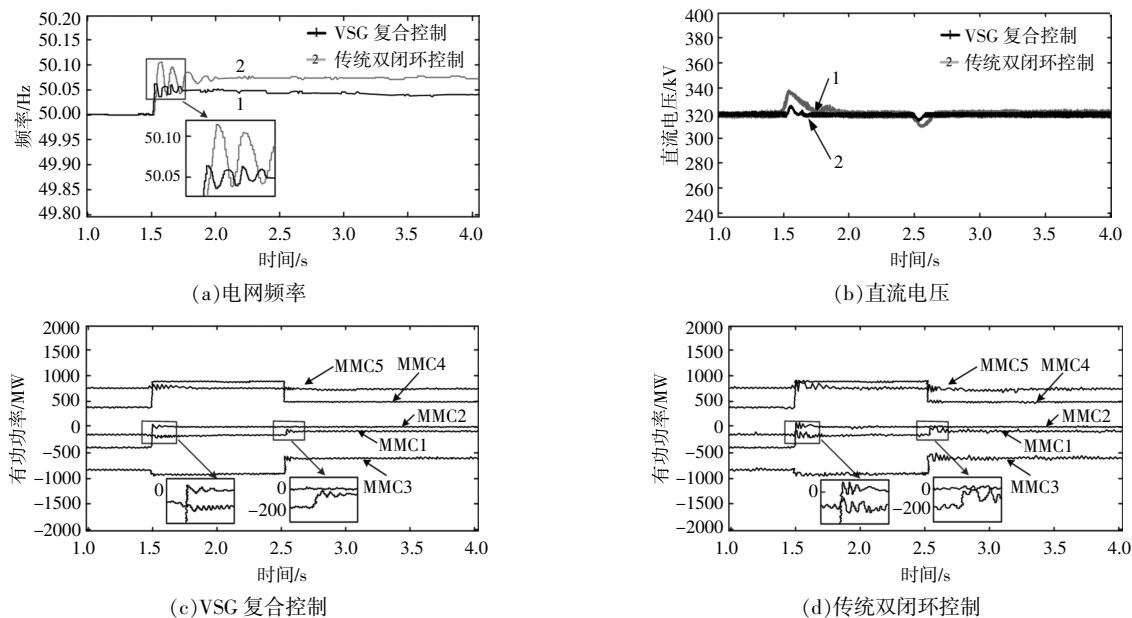 50.20
50.15
50.10
50.05
50.00
49.95
49.90
49.85
49.80
频率/Hz
1 VSG 复合控制
2 传统双闭环控制
2
1
50.10
50.05
1.0 1.5 2.0 2.5 3.0 3.5 4.0
时间/s
(a)电网频率
400
380
360
340
320
300
280
260
240
直流电压/kV
1 VSG 复合控制
2 传统双闭环控制
1
2
1.0 1.5 2.0 2.5 3.0 3.5 4.0
时间/s
(b)直流电压
2000
1500
1000
500
0
-500
-1000
-1500
-2000
有功功率/MW
MMC5
MMC4
MMC2
MMC1
MMC3
0
0
-200
1.0 1.5 2.0 2.5 3.0 3.5 4.0
时间/s
(c)VSG 复合控制
2000
1500
1000
500
0
-500
-1000
-1500
-2000
有功功率/MW
MMC5
MMC4
MMC2
MMC1
MMC3
0
0
-200
1.0 1.5 2.0 2.5 3.0 3.5 4.0
时间/s
(d)传统双闭环控制